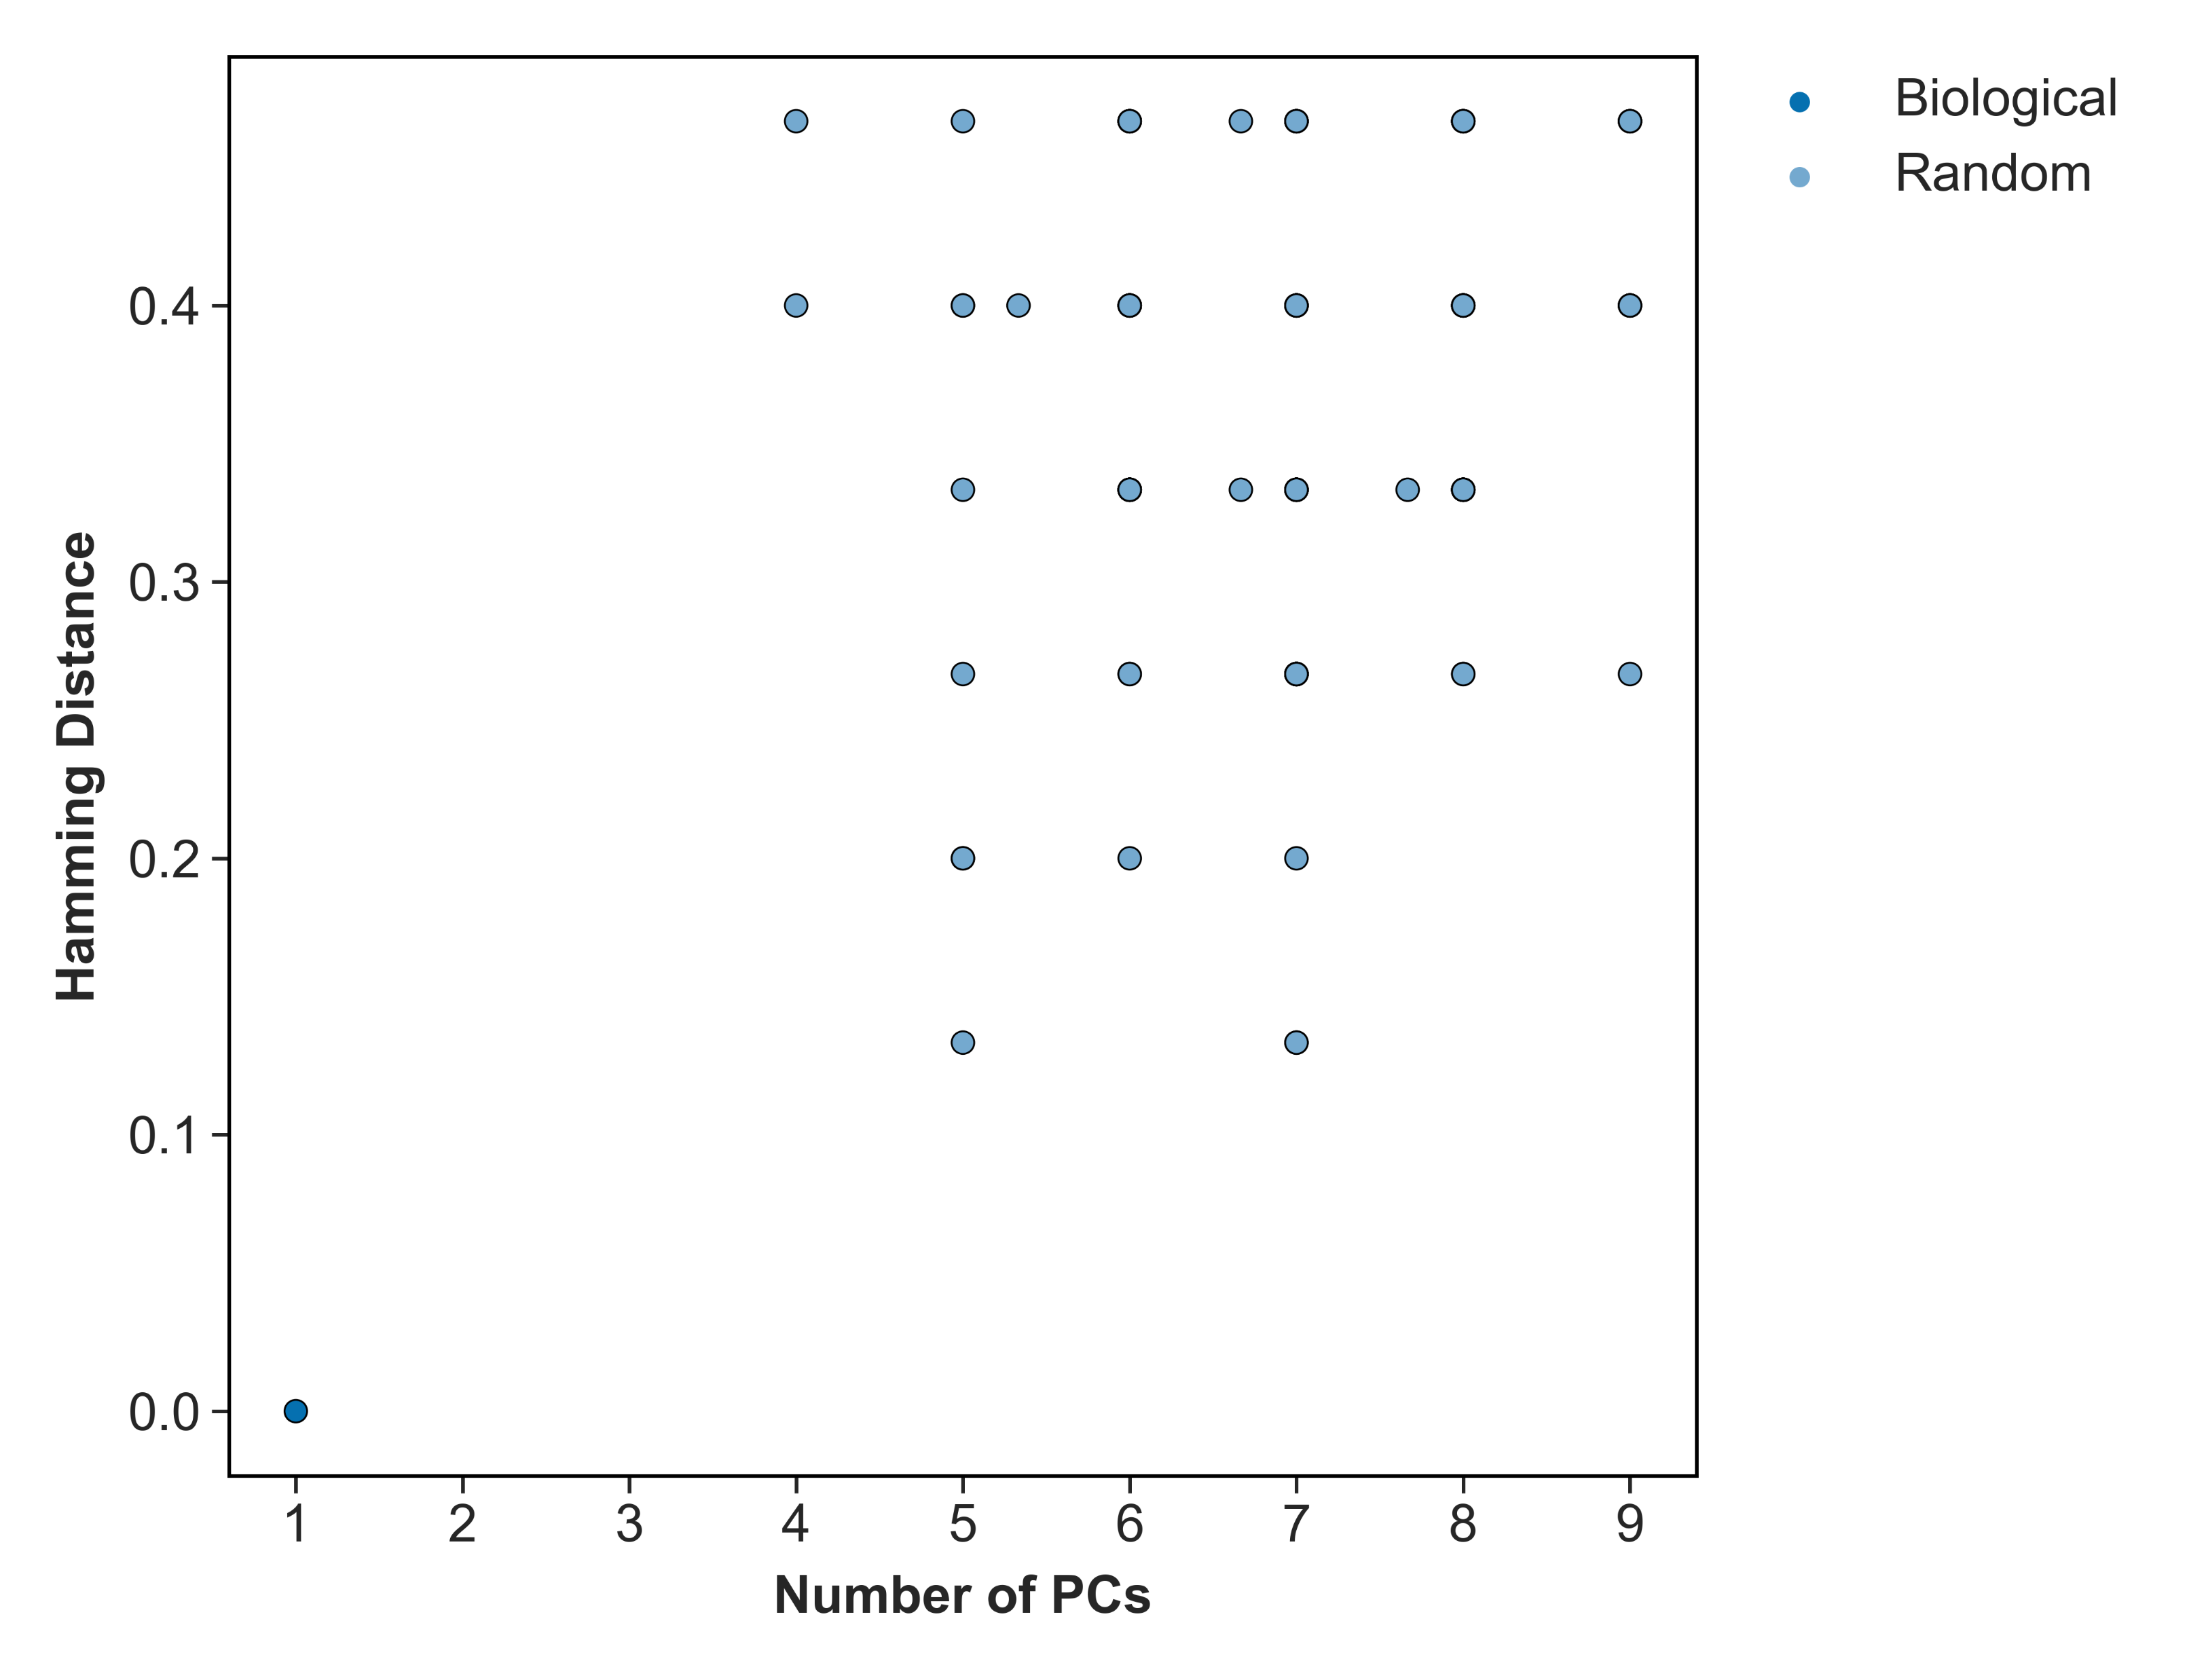 Biological
Random
0.4
0.3
0.2
0.1
0.0
Hamming Distance
1 2 3 4 5 6 7 8 9
Number of PCs